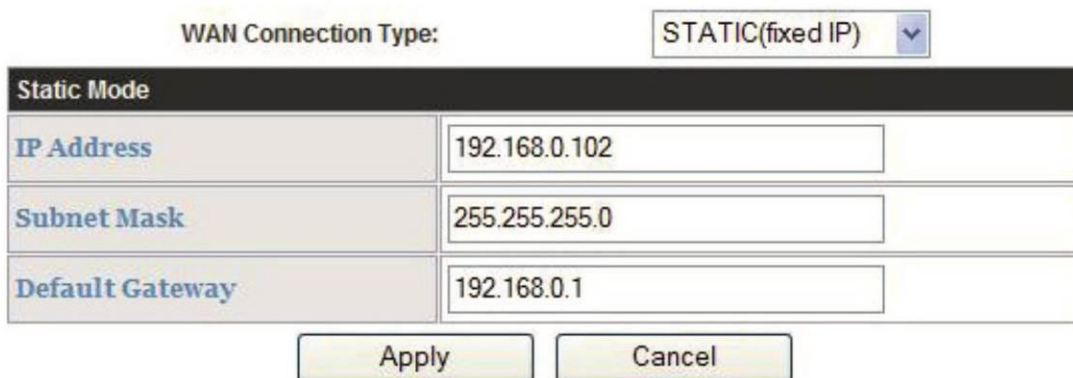 WAN Connection Type: STATIC(fixed IP)
Static Mode
IP Address 192.168.0.102
Subnet Mask 255.255.255.0
Default Gateway 192.168.0.1
Apply Cancel